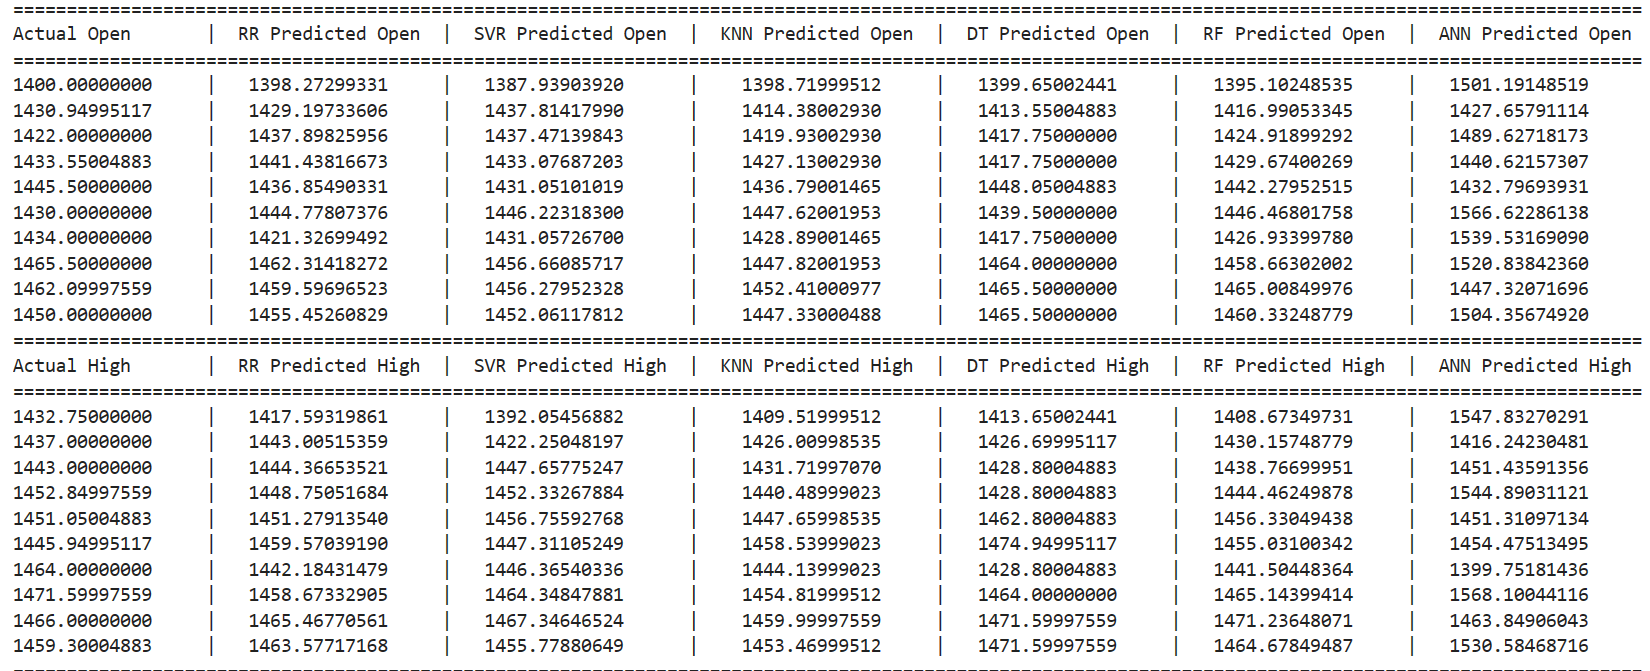 ==========================================================================================================================================================
Actual Open | RR Predicted Open | SVR Predicted Open | KNN Predicted Open | DT Predicted Open | RF Predicted Open | ANN Predicted Open
==========================================================================================================================================================
1400.00000000 | 1398.27299331 | 1387.93903920 | 1398.71999512 | 1399.65002441 | 1395.10248535 | 1501.19148519
1430.94995117 | 1429.19733606 | 1437.81417990 | 1414.38002930 | 1413.55004883 | 1416.99053345 | 1427.65791114
1422.00000000 | 1437.89825956 | 1437.47139843 | 1419.93002930 | 1417.75000000 | 1424.91899292 | 1489.62718173
1433.55004883 | 1441.43816673 | 1433.07687203 | 1427.13002930 | 1417.75000000 | 1429.67400269 | 1440.62157307
1445.50000000 | 1436.85490331 | 1431.05101019 | 1436.79001465 | 1448.05004883 | 1442.27952515 | 1432.79693931
1430.00000000 | 1444.77807376 | 1446.22318300 | 1447.62001953 | 1439.50000000 | 1446.46801758 | 1566.62286138
1434.00000000 | 1421.32699492 | 1431.05726700 | 1428.89001465 | 1417.75000000 | 1426.93399780 | 1539.53169090
1465.50000000 | 1462.31418272 | 1456.66085717 | 1447.82001953 | 1464.00000000 | 1458.66302002 | 1520.83842360
1462.09997559 | 1459.59696523 | 1456.27952328 | 1452.41000977 | 1465.50000000 | 1465.00849976 | 1447.32071696
1450.00000000 | 1455.45260829 | 1452.06117812 | 1447.33000488 | 1465.50000000 | 1460.33248779 | 1504.35674920
==========================================================================================================================================================
Actual High | RR Predicted High | SVR Predicted High | KNN Predicted High | DT Predicted High | RF Predicted High | ANN Predicted High
==========================================================================================================================================================
1432.75000000 | 1417.59319861 | 1392.05456882 | 1409.51999512 | 1413.65002441 | 1408.67349731 | 1547.83270291
1437.00000000 | 1443.00515359 | 1422.25048197 | 1426.00998535 | 1426.69995117 | 1430.15748779 | 1416.24230481
1443.00000000 | 1444.36653521 | 1447.65775247 | 1431.71997070 | 1428.80004883 | 1438.76699951 | 1451.43591356
1452.84997559 | 1448.75051684 | 1452.33267884 | 1440.48999023 | 1428.80004883 | 1444.46249878 | 1544.89031121
1451.05004883 | 1451.27913540 | 1456.75592768 | 1447.65998535 | 1462.80004883 | 1456.33049438 | 1451.31097134
1445.94995117 | 1459.57039190 | 1447.31105249 | 1458.53999023 | 1474.94995117 | 1455.03100342 | 1454.47513495
1464.00000000 | 1442.18431479 | 1446.36540336 | 1444.13999023 | 1428.80004883 | 1441.50448364 | 1399.75181436
1471.59997559 | 1458.67332905 | 1464.34847881 | 1454.81999512 | 1464.00000000 | 1465.14399414 | 1568.10044116
1466.00000000 | 1465.46770561 | 1467.34646524 | 1459.99997559 | 1471.59997559 | 1471.23648071 | 1463.84906043
1459.30004883 | 1463.57717168 | 1455.77880649 | 1453.46999512 | 1471.59997559 | 1464.67849487 | 1530.58468716
==========================================================================================================================================================